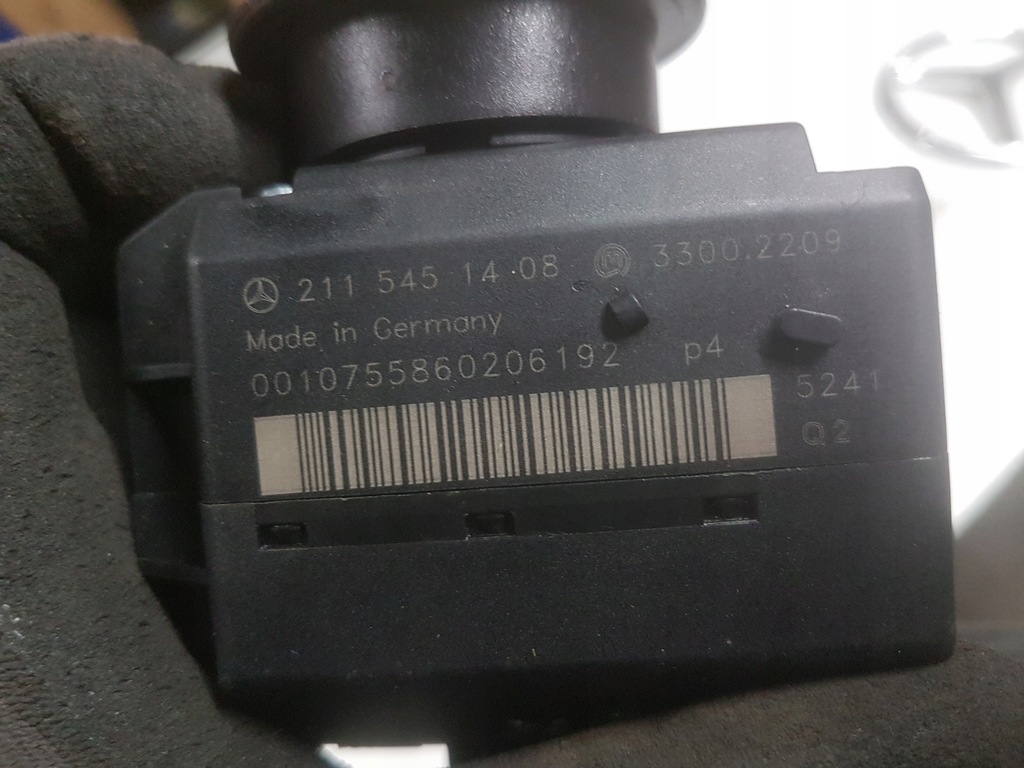 211 545 14 08 3300.2209
Made in Germany
0010755860206192 p4
5241
Q2